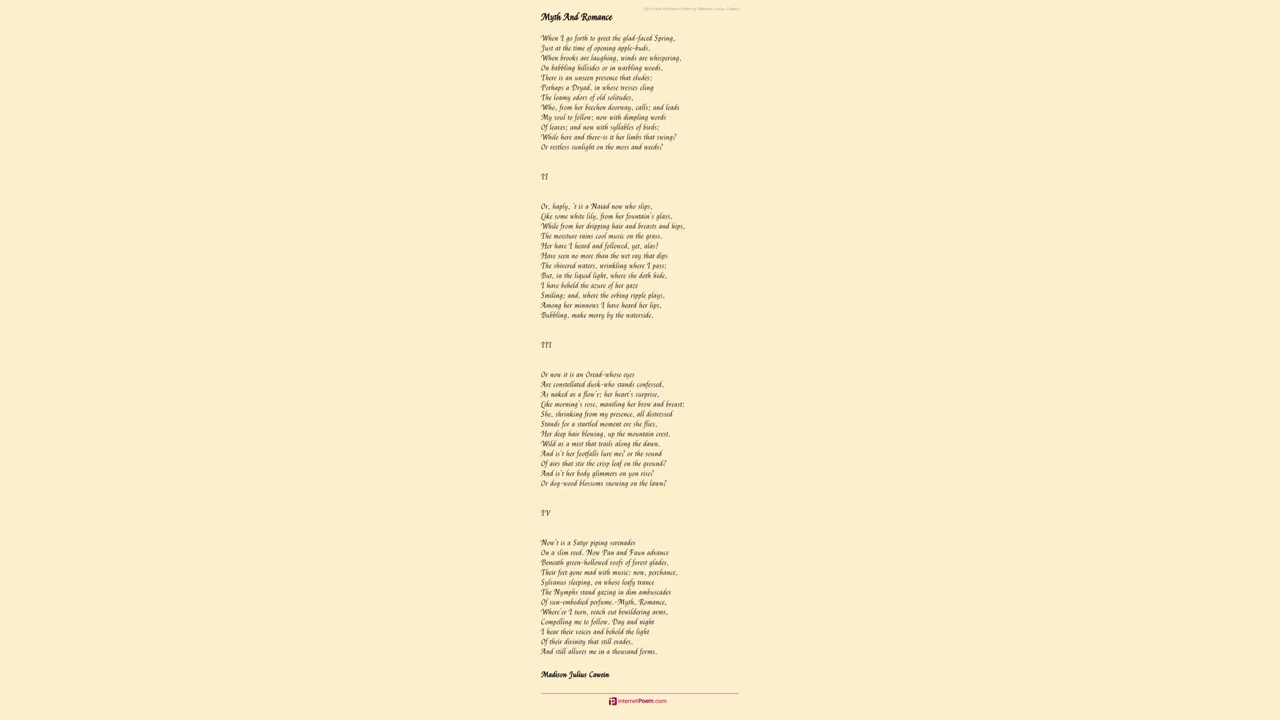 Myth And Romance Poem by Madison Julius Cawein
Myth And Romance
When I go forth to greet the glad-faced Spring,
Just at the time of opening apple-buds,
When brooks are laughing, winds are whispering,
On babbling hillsides or in warbling woods,
There is an unseen presence that eludes:
Perhaps a Dryad, in whose tresses cling
The loamy odors of old solitudes,
Who, from her beechen doorway, calls; and leads
My soul to follow; now with dimpling words
Of leaves; and now with syllables of birds;
While here and there-is it her limbs that swing?
Or restless sunlight on the moss and weeds?
II
Or, haply, 't is a Naiad now who slips,
Like some white lily, from her fountain's glass,
While from her dripping hair and breasts and hips,
The moisture rains cool music on the grass.
Her have I heard and followed, yet, alas!
Have seen no more than the wet ray that dips
The shivered waters, wrinkling where I pass;
But, in the liquid light, where she doth hide,
I have beheld the azure of her gaze
Smiling; and, where the orbing ripple plays,
Among her minnows I have heard her lips,
Bubbling, make merry by the waterside.
III
Or now it is an Oread-whose eyes
Are constellated dusk-who stands confessed,
As naked as a flow'r; her heart's surprise,
Like morning's rose, mantling her brow and breast:
She, shrinking from my presence, all distressed
Stands for a startled moment ere she flies,
Her deep hair blowing, up the mountain crest,
Wild as a mist that trails along the dawn.
And is't her footfalls lure me? or the sound
Of airs that stir the crisp leaf on the ground?
And is't her body glimmers on yon rise?
Or dog-wood blossoms snowing on the lawn?
IV
Now't is a Satyr piping serenades
On a slim reed. Now Pan and Faun advance
Beneath green-hollowed roofs of forest glades,
Their feet gone mad with music: now, perchance,
Sylvanus sleeping, on whose leafy trance
The Nymphs stand gazing in dim ambuscades
Of sun-embodied perfume.-Myth, Romance,
Where'er I turn, reach out bewildering arms,
Compelling me to follow. Day and night
I hear their voices and behold the light
Of their divinity that still evades,
And still allures me in a thousand forms.
Madison Julius Cawein
InternetPoem.com